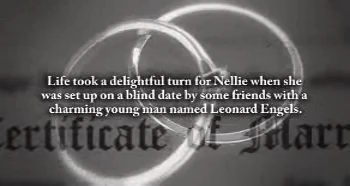 Life took a delightful turn for Nellie when she
was set up on a blind date by some friends with a
charming young man named Leonard Engels.
Certificate of Marr